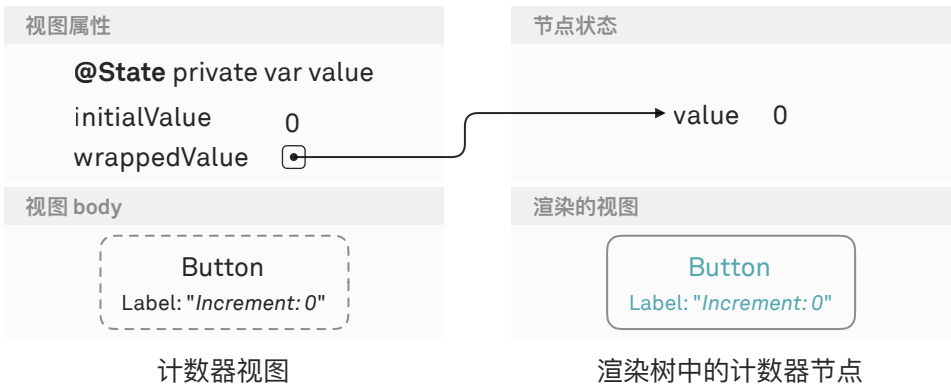 视图属性
@State private var value
initialValue 0
wrappedValue
节点状态
value 0
视图 body
Button
Label: "Increment: 0"
渲染的视图
Button
Label: "Increment: 0"
计数器视图
渲染树中的计数器节点